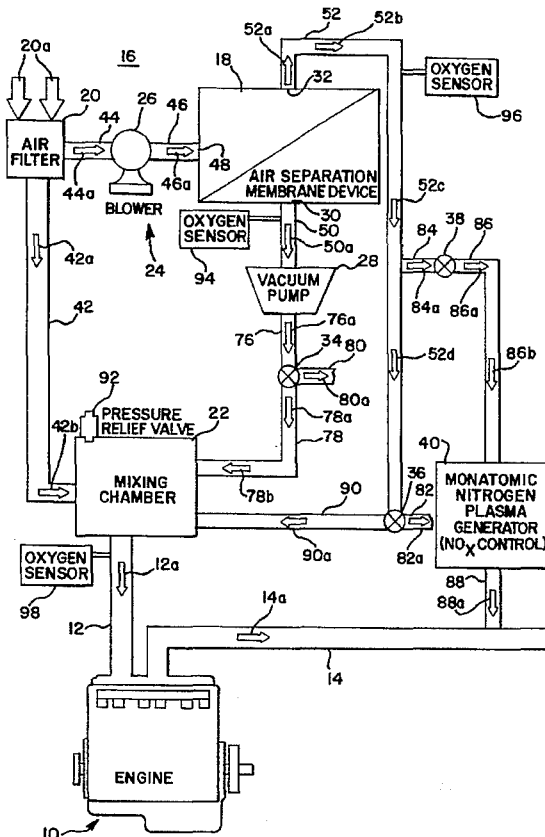 20a
16
52
52a
52b
18
20
44
26
46
32
OXYGEN
SENSOR
96
AIR
FILTER
48
44a
46a
AIR SEPARATION
MEMBRANE DEVICE
BLOWER
30
50
OXYGEN
SENSOR
50a
94
24
28
52c
84
38
86
42a
VACUUM
PUMP
84a
86a
42
76
76a
34
80
52d
86b
92
80a
PRESSURE
RELIEF VALVE
22
78a
40
42b
78
MIXING
CHAMBER
78b
90
36
82
MONATOMIC
NITROGEN
PLASMA
GENERATOR
(NOX CONTROL)
90a
82a
OXYGEN
SENSOR
12a
88
98
88a
12
14a
14
ENGINE
10